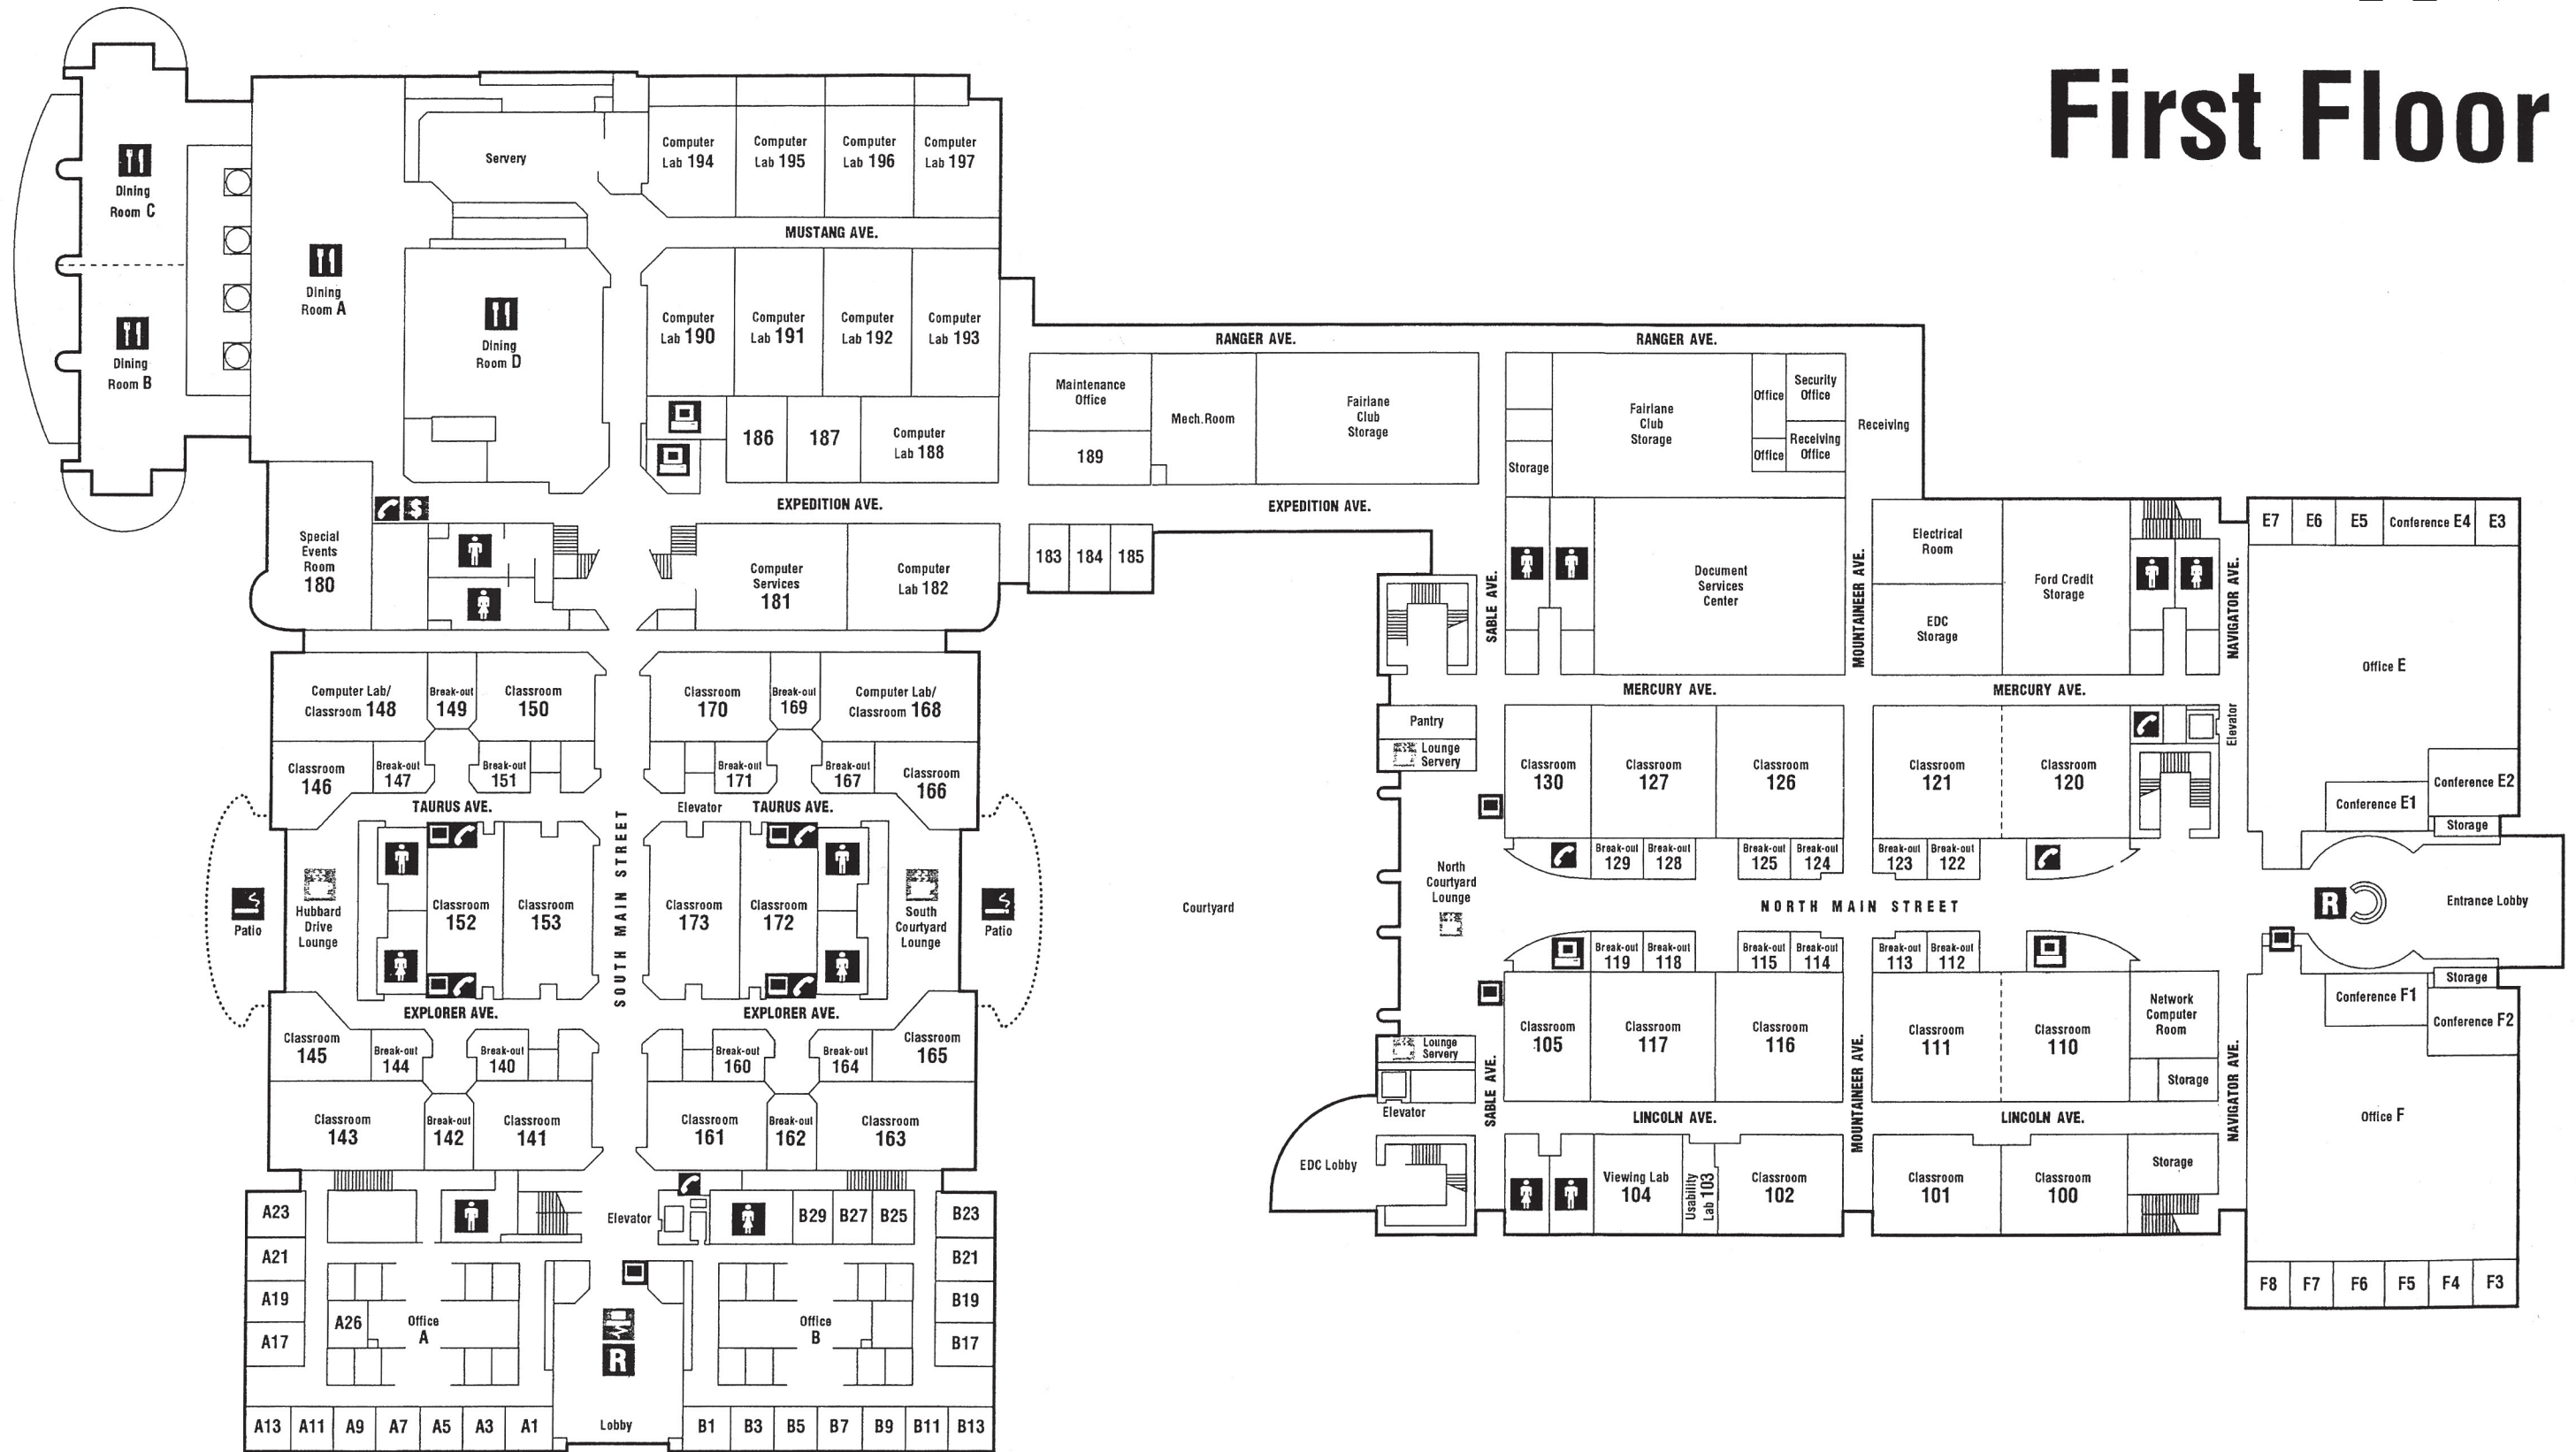 First Floor
Dining
Room C
Dining
Room B
Dining
Room A
Servery
Dining
Room D
Computer
Lab 194
Computer
Lab 195
Computer
Lab 196
Computer
Lab 197
MUSTANG AVE.
Computer
Lab 190
Computer
Lab 191
Computer
Lab 192
Computer
Lab 193
186
187
Computer
Lab 188
EXPEDITION AVE.
Special
Events
Room
180
$
Computer
Services
181
Computer
Lab 182
183
184
185
RANGER AVE.
RANGER AVE.
Maintenance
Office
189
Mech.Room
Fairlane
Club
Storage
EXPEDITION AVE.
Storage
Fairlane
Club
Storage
Office
Office
Security
Office
Receiving
Office
Receiving
SABLE AVE.
Document
Services
Center
MOUNTAINEER AVE.
Electrical
Room
EDC
Storage
Ford Credit
Storage
NAVIGATOR AVE.
E7
E6
E5
Conference E4
E3
Office E
MERCURY AVE.
MERCURY AVE.
Elevator
Conference E2
Conference E1
Storage
Computer Lab/
Classroom 148
Break-out
149
Classroom
150
Classroom
170
Break-out
169
Computer Lab/
Classroom 168
Classroom
146
Break-out
147
Break-out
151
Break-out
171
Break-out
167
Classroom
166
TAURUS AVE.
Elevator
TAURUS AVE.
SOUTH MAIN STREET
Patio
Hubbard
Drive
Lounge
Classroom
152
Classroom
153
Classroom
173
Classroom
172
South
Courtyard
Lounge
Patio
EXPLORER AVE.
EXPLORER AVE.
Classroom
145
Break-out
144
Break-out
140
Break-out
160
Break-out
164
Classroom
165
Classroom
143
Break-out
142
Classroom
141
Classroom
161
Break-out
162
Classroom
163
Courtyard
Pantry
Lounge
Servery
North
Courtyard
Lounge
Lounge
Servery
Elevator
EDC Lobby
Classroom
130
Classroom
127
Classroom
126
Classroom
121
Classroom
120
Break-out
129
Break-out
128
Break-out
125
Break-out
124
Break-out
123
Break-out
122
NORTH MAIN STREET
R
Entrance Lobby
Break-out
119
Break-out
118
Break-out
115
Break-out
114
Break-out
113
Break-out
112
Classroom
105
Classroom
117
Classroom
116
Classroom
111
Classroom
110
Network
Computer
Room
Storage
Storage
Conference F1
Conference F2
SABLE AVE.
LINCOLN AVE.
MOUNTAINEER AVE.
LINCOLN AVE.
NAVIGATOR AVE.
Office F
Viewing Lab
104
Usability
Lab 103
Classroom
102
Classroom
101
Classroom
100
Storage
F8
F7
F6
F5
F4
F3
A23
A21
A19
A17
A26
Office
A
Elevator
B29
B27
B25
B23
B21
B19
B17
Office
B
R
A13
A11
A9
A7
A5
A3
A1
Lobby
B1
B3
B5
B7
B9
B11
B13